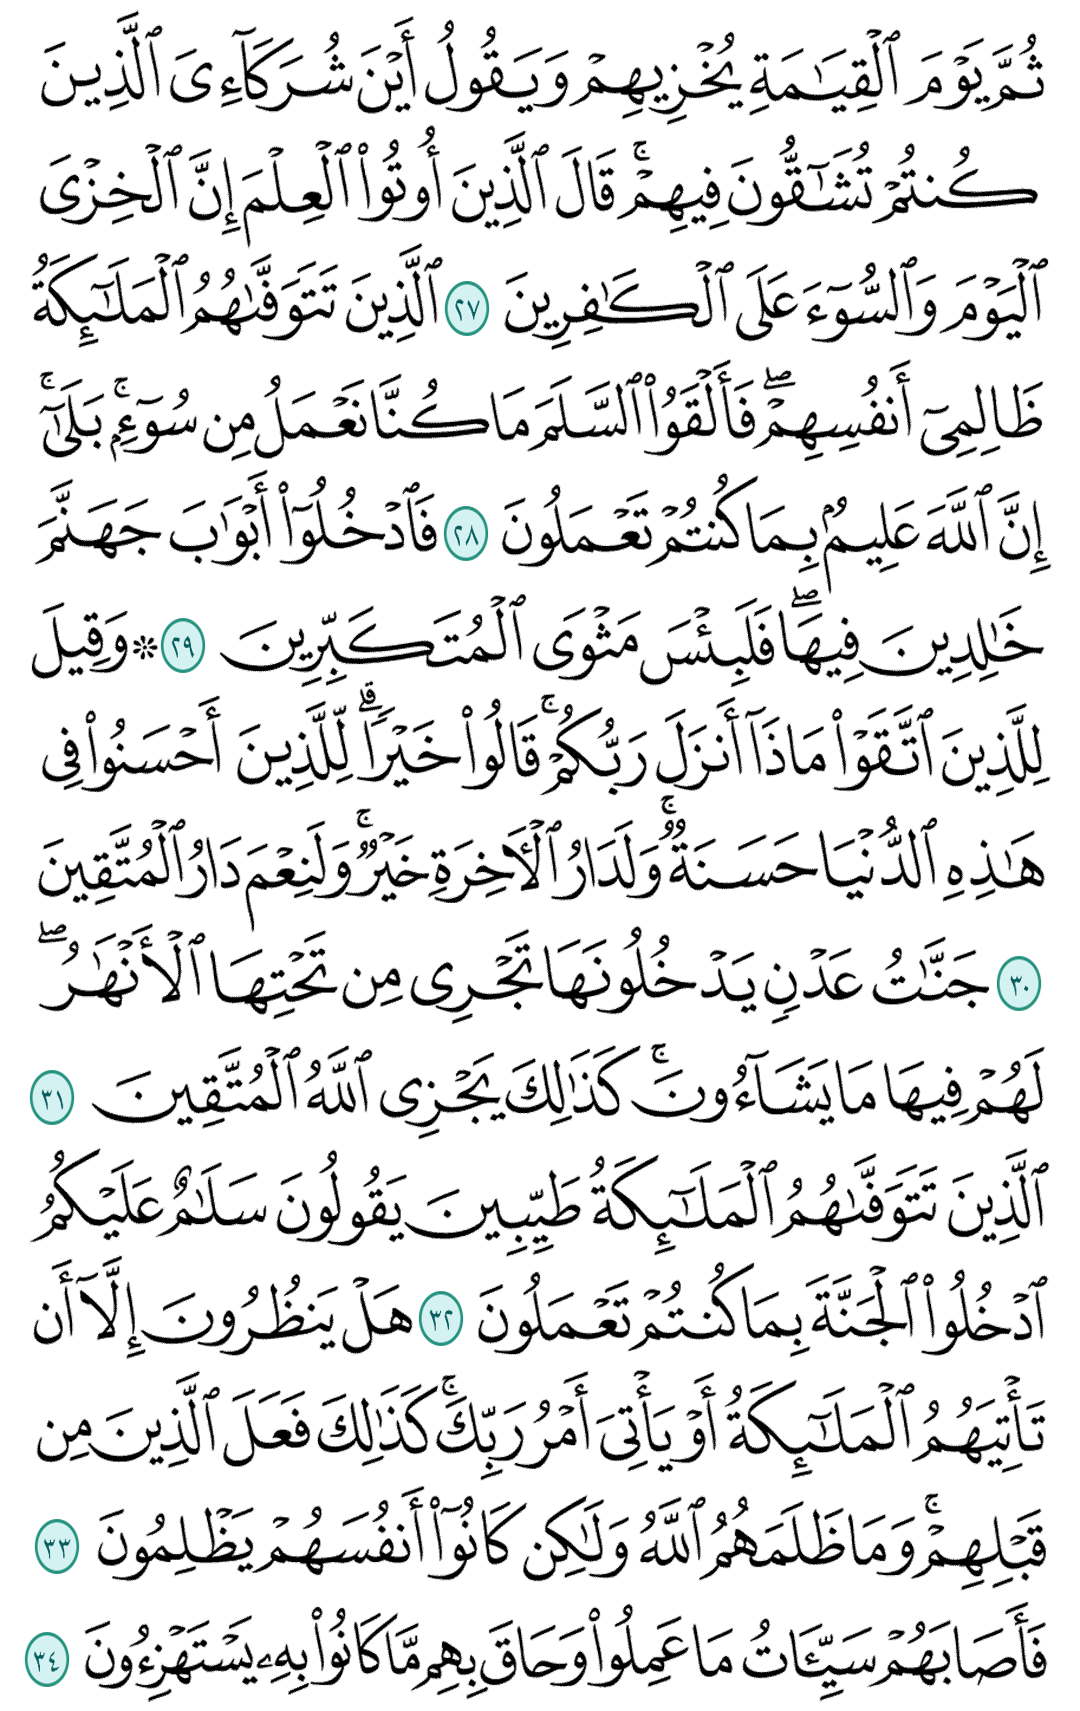 ثُمَّ يَوۡمَ ٱلۡقِيَٰمَةِ يُخۡزِيهِمۡ وَيَقُولُ أَيۡنَ شُرَكَآءِيَ ٱلَّذِينَ
كُنتُمۡ تُشَٰٓقُّونَ فِيهِمۡۚ قَالَ ٱلَّذِينَ أُوتُواْ ٱلۡعِلۡمَ إِنَّ ٱلۡخِزۡيَ
ٱلۡيَوۡمَ وَٱلسُّوٓءَ عَلَى ٱلۡكَٰفِرِينَ ٢٧ ٱلَّذِينَ تَتَوَفَّىٰهُمُ ٱلۡمَلَٰٓئِكَةُ
ظَالِمِيٓ أَنفُسِهِمۡۖ فَأَلۡقَوُاْ ٱلسَّلَمَ مَا كُنَّا نَعۡمَلُ مِن سُوٓءِۭۚ بَلَىٰٓۚ
إِنَّ ٱللَّهَ عَلِيمُۢ بِمَا كُنتُمۡ تَعۡمَلُونَ ٢٨ فَٱدۡخُلُوٓاْ أَبۡوَٰبَ جَهَنَّمَ
خَٰلِدِينَ فِيهَاۖ فَلَبِئۡسَ مَثۡوَى ٱلۡمُتَكَبِّرِينَ ٢٩ ۞ وَقِيلَ
لِلَّذِينَ ٱتَّقَوۡاْ مَاذَآ أَنزَلَ رَبُّكُمۡۚ قَالُواْ خَيۡرٗاۗ لِّلَّذِينَ أَحۡسَنُواْ فِي
هَٰذِهِ ٱلدُّنۡيَا حَسَنَةٞۚ وَلَدَارُ ٱلۡأٓخِرَةِ خَيۡرٞۚ وَلَنِعۡمَ دَارُ ٱلۡمُتَّقِينَ
٣٠ جَنَّٰتُ عَدۡنٖ يَدۡخُلُونَهَا تَجۡرِي مِن تَحۡتِهَا ٱلۡأَنۡهَٰرُۖ
لَهُمۡ فِيهَا مَا يَشَآءُونَۚ كَذَٰلِكَ يَجۡزِي ٱللَّهُ ٱلۡمُتَّقِينَ ٣١
ٱلَّذِينَ تَتَوَفَّىٰهُمُ ٱلۡمَلَٰٓئِكَةُ طَيِّبِينَ يَقُولُونَ سَلَٰمٌ عَلَيۡكُمُ
ٱدۡخُلُواْ ٱلۡجَنَّةَ بِمَا كُنتُمۡ تَعۡمَلُونَ ٣٢ هَلۡ يَنظُرُونَ إِلَّآ أَن
تَأۡتِيَهُمُ ٱلۡمَلَٰٓئِكَةُ أَوۡ يَأۡتِيَ أَمۡرُ رَبِّكَۚ كَذَٰلِكَ فَعَلَ ٱلَّذِينَ مِن
قَبۡلِهِمۡۚ وَمَا ظَلَمَهُمُ ٱللَّهُ وَلَٰكِن كَانُوٓاْ أَنفُسَهُمۡ يَظۡلِمُونَ ٣٣
فَأَصَابَهُمۡ سَيِّـَٔاتُ مَا عَمِلُواْ وَحَاقَ بِهِم مَّا كَانُواْ بِهِۦ يَسۡتَهۡزِءُونَ ٣٤